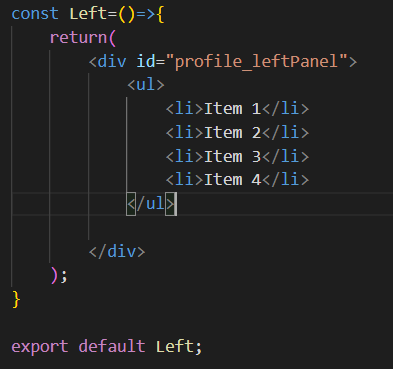 const Left=()=>{
    return(
        <div id="profile_leftPanel">
            <ul>
                <li>Item 1</li>
                <li>Item 2</li>
                <li>Item 3</li>
                <li>Item 4</li>
            </ul>
        </div>
    );
}
export default Left;